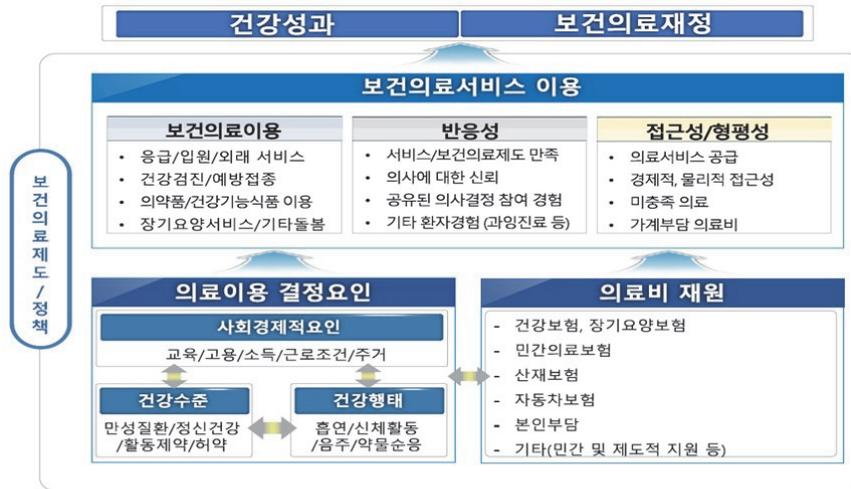 건강성과
보건의료재정
보건의료제도/정책
보건의료서비스 이용
보건의료이용
• 응급/입원/외래 서비스
• 건강검진/예방접종
• 의약품/건강기능식품 이용
• 장기요양서비스/기타돌봄
반응성
• 서비스/보건의료제도 만족
• 의사에 대한 신뢰
• 공유된 의사결정 참여 경험
• 기타 환자경험 (과잉진료 등)
접근성/형평성
• 의료서비스 공급
• 경제적, 물리적 접근성
• 미충족 의료
• 가계부담 의료비
의료이용 결정요인
사회경제적요인
교육/고용/소득/근로조건/주거
건강수준
만성질환/정신건강
/활동제약/허약
건강행태
흡연/신체활동
/음주/약물순응
의료비 재원
- 건강보험, 장기요양보험
- 민간의료보험
- 산재보험
- 자동차보험
- 본인부담
- 기타(민간 및 제도적 지원 등)